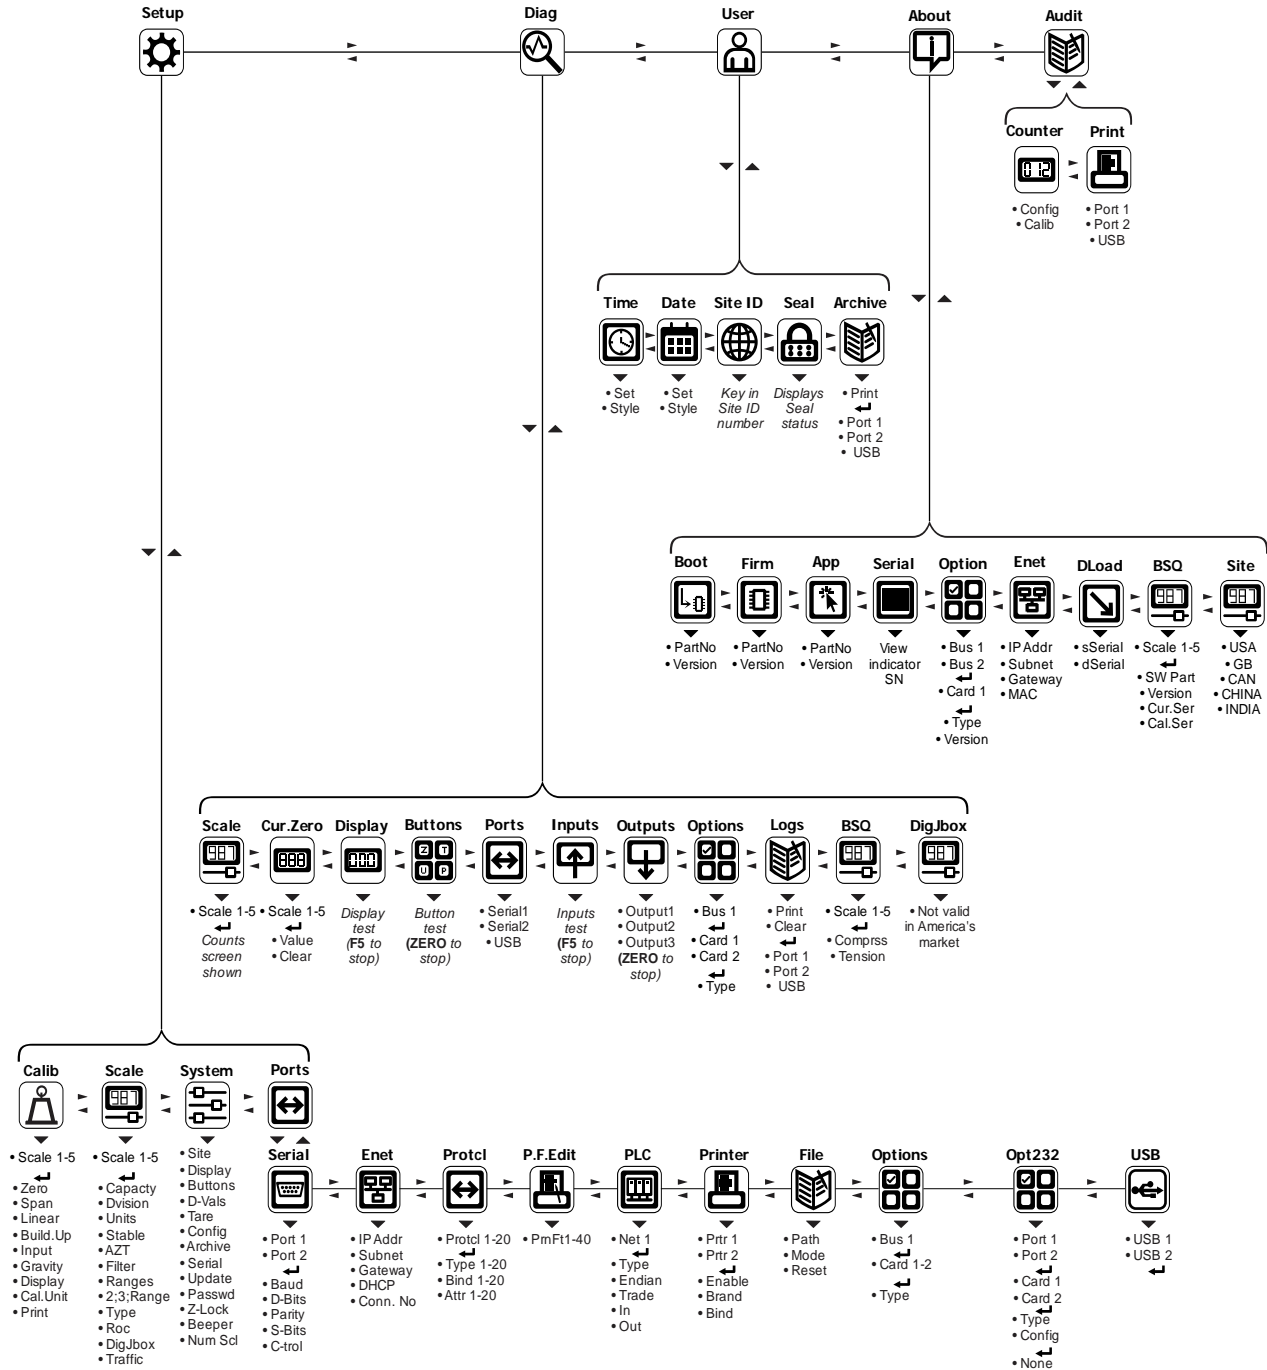 Setup
Diag
User
About
Audit
Counter
Print
012
• Config
• Calib
• Port 1
• Port 2
• USB
Time
Date
Site ID
Seal
Archive
• Set
• Style
• Set
• Style
Key in
Site ID
number
Displays
Seal
status
• Print
• Port 1
• Port 2
• USB
Boot
Firm
App
Serial
Option
Enet
DLoad
BSQ
Site
987
987
• PartNo
• Version
• PartNo
• Version
• PartNo
• Version
View
indicator
SN
• Bus 1
• Bus 2
• Card 1
• Type
• Version
• IP Addr
• Subnet
• Gateway
• MAC
• sSerial
• dSerial
• Scale 1-5
• SW Part
• Version
• Cur.Ser
• Cal.Ser
• USA
• GB
• CAN
• CHINA
• INDIA
Scale
Cur.Zero
Display
Buttons
Ports
Inputs
Outputs
Options
Logs
BSQ
DigJbox
987
888
000
Z T
U P
987
987
• Scale 1-5
Counts
screen
shown
• Scale 1-5
• Value
• Clear
Display
test
(F5 to
stop)
Button
test
(ZERO to
stop)
• Serial1
• Serial2
• USB
Inputs
test
(F5 to
stop)
• Output1
• Output2
• Output3
(ZERO to
stop)
• Bus 1
• Card 1
• Card 2
• Type
• Print
• Clear
• Port 1
• Port 2
• USB
• Scale 1-5
• Comprss
• Tension
• Not valid
in America's
market
Calib
Scale
System
Ports
987
• Scale 1-5
• Zero
• Span
• Linear
• Build.Up
• Input
• Gravity
• Display
• Cal.Unit
• Print
• Scale 1-5
• Capacty
• Dvision
• Units
• Stable
• AZT
• Filter
• Ranges
• 2;3;Range
• Type
• Roc
• DigJbox
• Traffic
• Site
• Display
• Buttons
• D-Vals
• Tare
• Config
• Archive
• Serial
• Update
• Passwd
• Z-Lock
• Beeper
• Num Scl
Serial
Enet
Protcl
P.F.Edit
PLC
Printer
File
Options
Opt232
USB
• Port 1
• Port 2
• Baud
• D-Bits
• Parity
• S-Bits
• C-trol
• IP Addr
• Subnet
• Gateway
• DHCP
• Conn. No
• Protcl 1-20
• Type 1-20
• Bind 1-20
• Attr 1-20
• PrnFt1-40
• Net 1
• Type
• Endian
• Trade
• In
• Out
• Prtr 1
• Prtr 2
• Enable
• Brand
• Bind
• Path
• Mode
• Reset
• Bus 1
• Card 1-2
• Type
• Port 1
• Port 2
• Card 1
• Card 2
• Type
• Config
• None
• USB 1
• USB 2